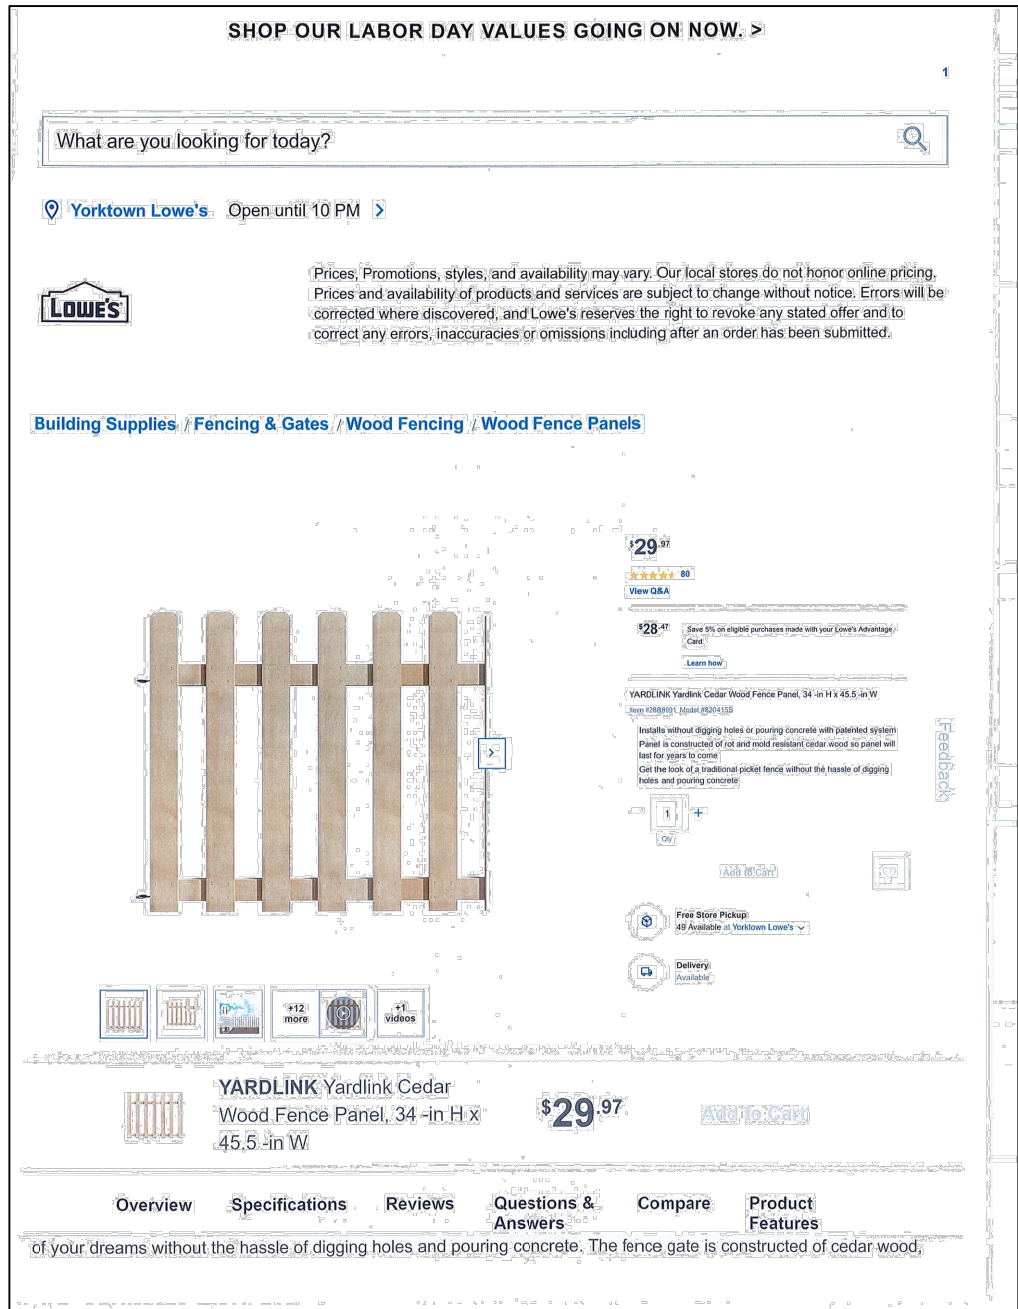 SHOP OUR LABOR DAY VALUES GOING ON NOW. >
1
What are you looking for today?
Yorktown Lowe's Open until 10 PM >
LOWE'S
Prices, Promotions, styles, and availability may vary. Our local stores do not honor online pricing.
Prices and availability of products and services are subject to change without notice. Errors will be
corrected where discovered, and Lowe's reserves the right to revoke any stated offer and to
correct any errors, inaccuracies or omissions including after an order has been submitted.
Building Supplies / Fencing & Gates / Wood Fencing / Wood Fence Panels
$29.97
80
View Q&A
$28.47
Save 5% on eligible purchases made with your Lowe's Advantage
Card.
Learn how
YARDLINK Yardlink Cedar Wood Fence Panel, 34 -in H x 45.5 -in W
Item #2888091 Model #820415S
Installs without digging holes or pouring concrete with patented system
Panel is constructed of rot and mold resistant cedar wood so panel will
last for years to come
Get the look of a traditional picket fence without the hassle of digging
holes and pouring concrete
Feedback
1 +
Qty
Add to Cart
Free Store Pickup
49 Available at Yorktown Lowe's
Delivery
Available
+12
more
+1
videos
YARDLINK Yardlink Cedar
Wood Fence Panel, 34 -in H x
45.5 -in W
$29.97
Add to Cart
Overview Specifications Reviews Questions & Answers Compare Product Features
of your dreams without the hassle of digging holes and pouring concrete. The fence gate is constructed of cedar wood,